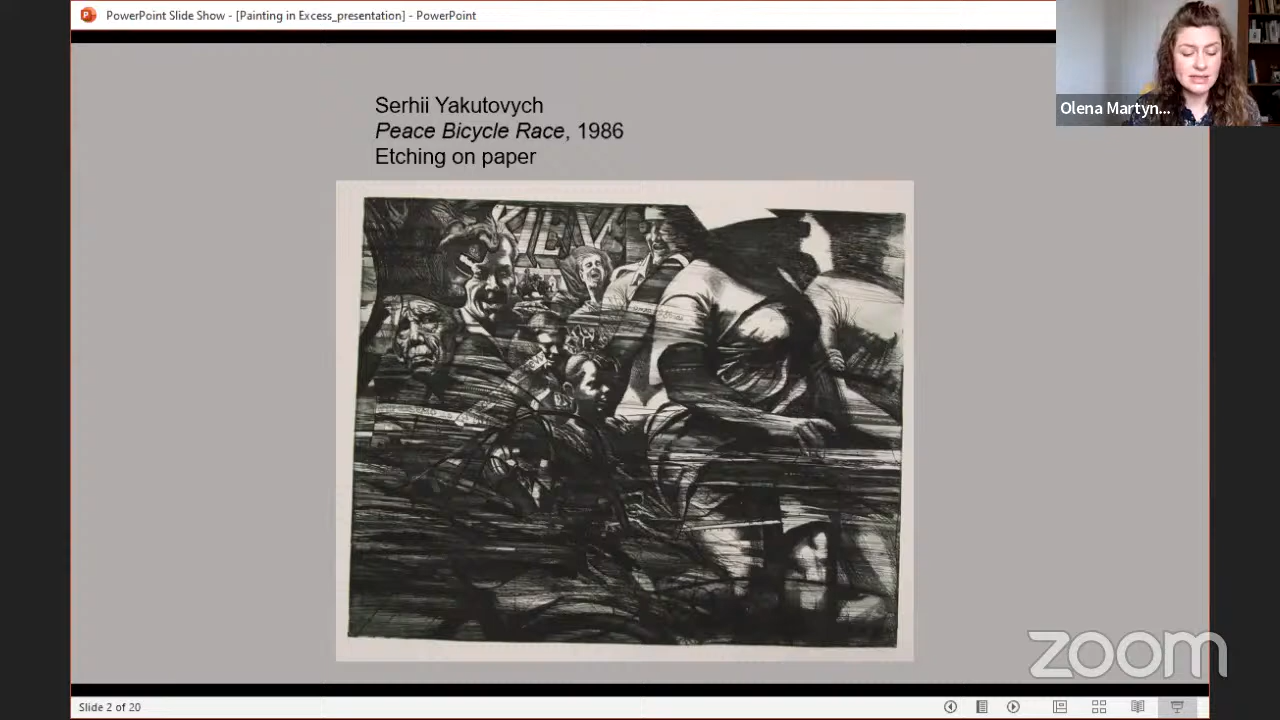 PowerPoint Slide Show - [Painting in Excess_presentation] - PowerPoint
Olena Martyn...
Serhii Yakutovych
Peace Bicycle Race, 1986
Etching on paper
KIEV
zoom
Slide 2 of 20